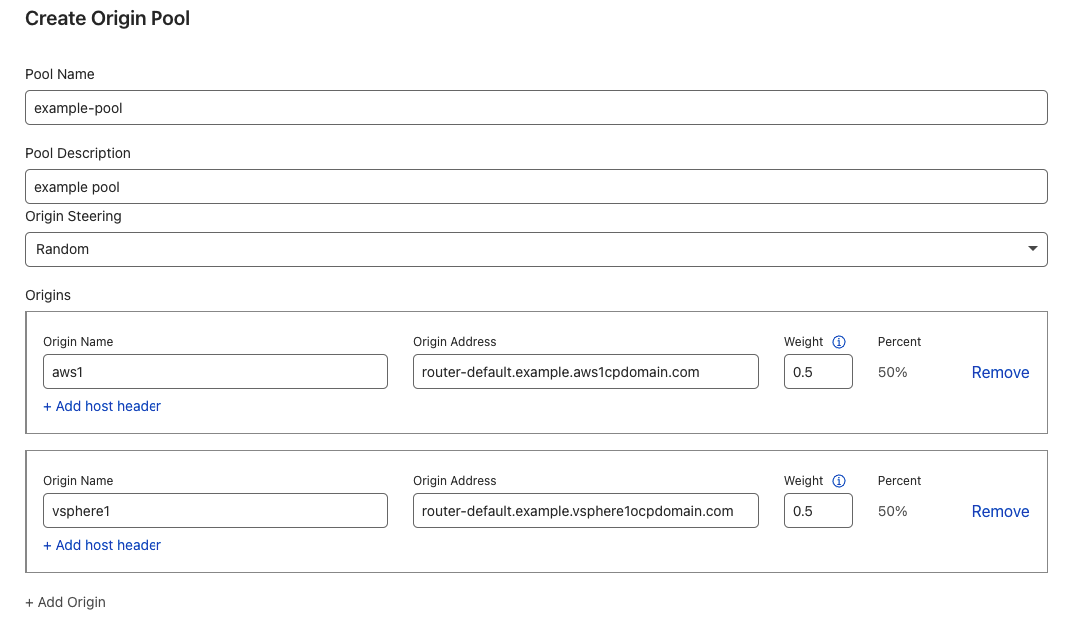 Create Origin Pool
Pool Name
example-pool
Pool Description
example pool
Origin Steering
Random
Origins
Origin Name Origin Address Weight Percent
aws1 router-default.example.aws1cpdomain.com 0.5 50% Remove
+ Add host header
Origin Name Origin Address Weight Percent
vsphere1 router-default.example.vsphere1ocpdomain.com 0.5 50% Remove
+ Add host header
+ Add Origin